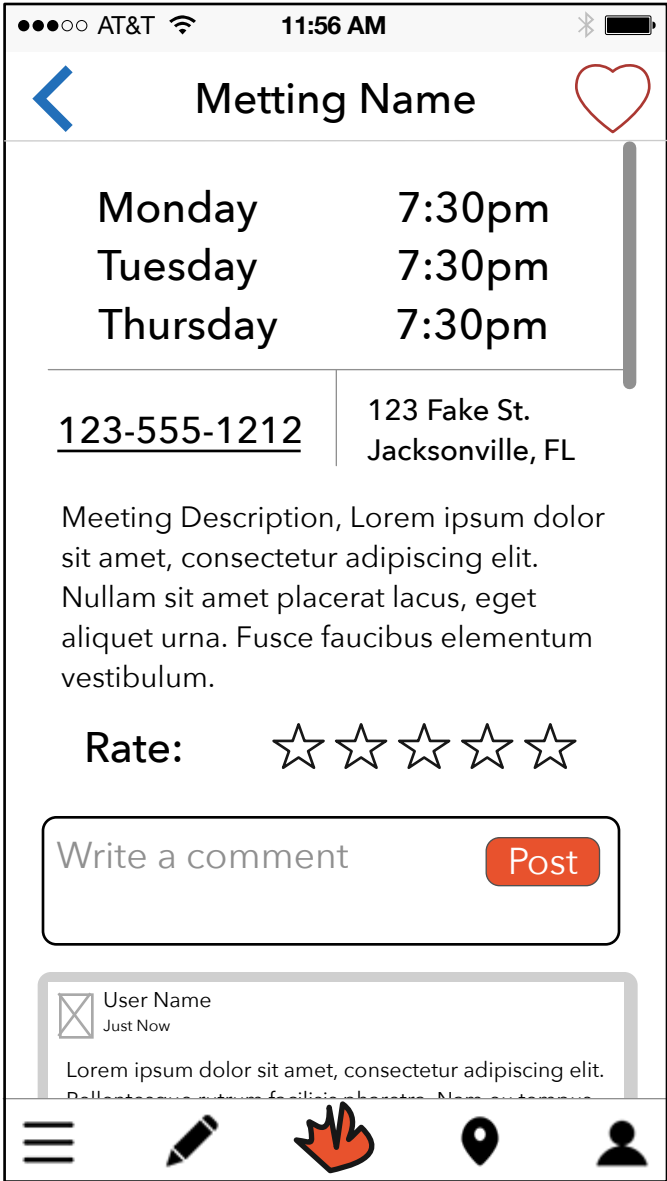 AT&T 11:56 AM
Metting Name
Monday 7:30pm
Tuesday 7:30pm
Thursday 7:30pm
123-555-1212
123 Fake St.
Jacksonville, FL
Meeting Description, Lorem ipsum dolor
sit amet, consectetur adipiscing elit.
Nullam sit amet placerat lacus, eget
aliquet urna. Fusce faucibus elementum
vestibulum.
Rate:
Write a comment
Post
User Name
Just Now
Lorem ipsum dolor sit amet, consectetur adipiscing elit.